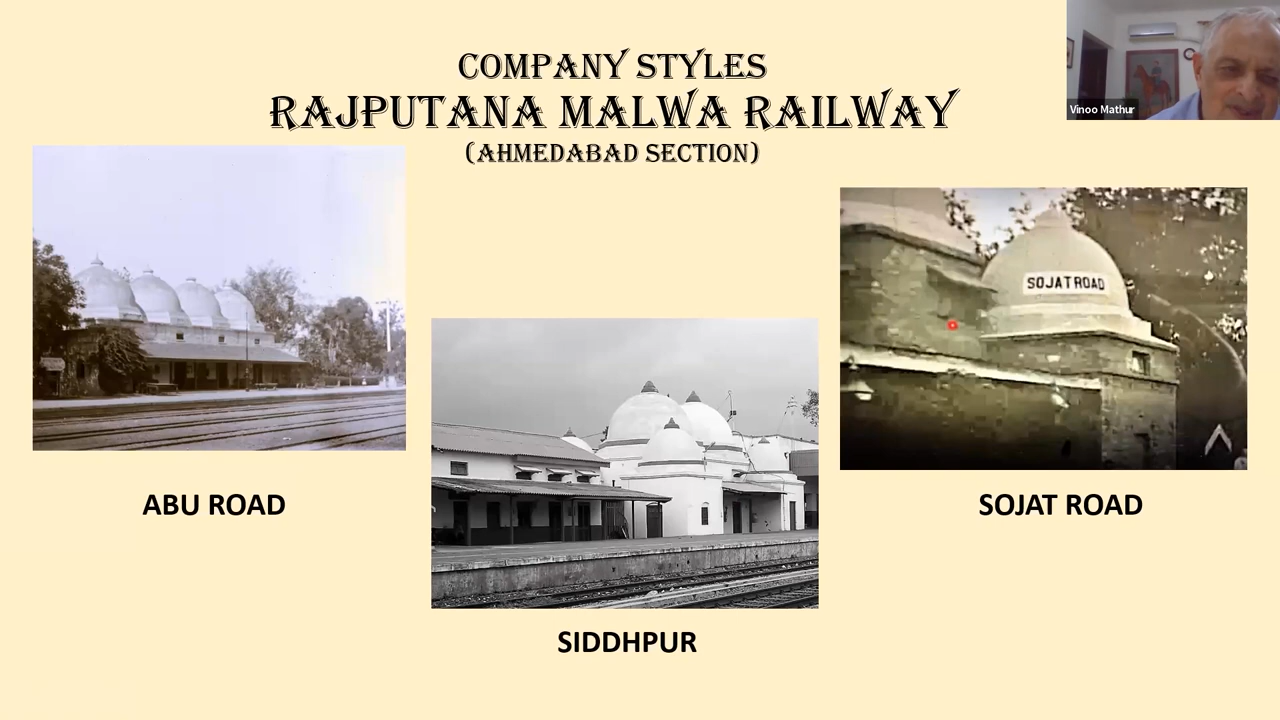 COMPANY STYLES
RAJPUTANA MALWA RAILWAY
(AHMEDABAD SECTION)
Vinoo Mathur
SOJAT ROAD
ABU ROAD
SOJAT ROAD
SIDDHPUR